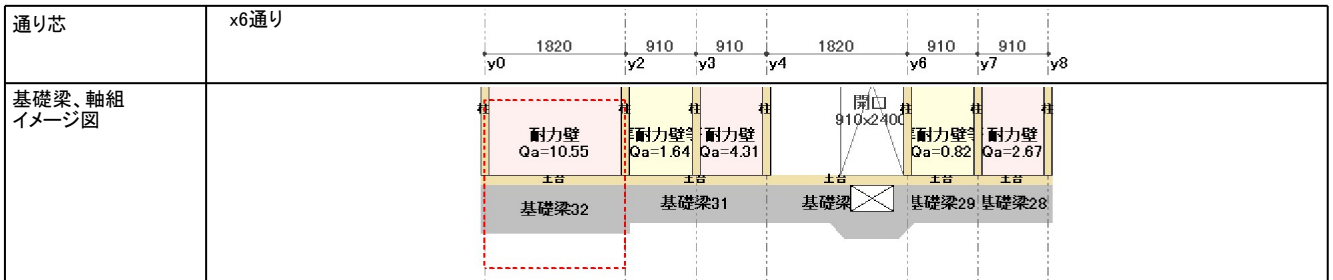 通り芯
x6通り
1820 910 910 1820 910 910
y0 y2 y3 y4 y6 y7 y8
基礎梁、軸組
イメージ図
柱 柱 柱 柱 柱 柱 柱
開口
910x2400
耐力壁 耐力壁等 耐力壁 耐力壁等 耐力壁
Qa=10.55 Qa=1.64 Qa=4.31 Qa=0.82 Qa=2.67
土台 土台 土台 土台 土台
基礎梁32 基礎梁31 基礎梁 基礎梁29 基礎梁28